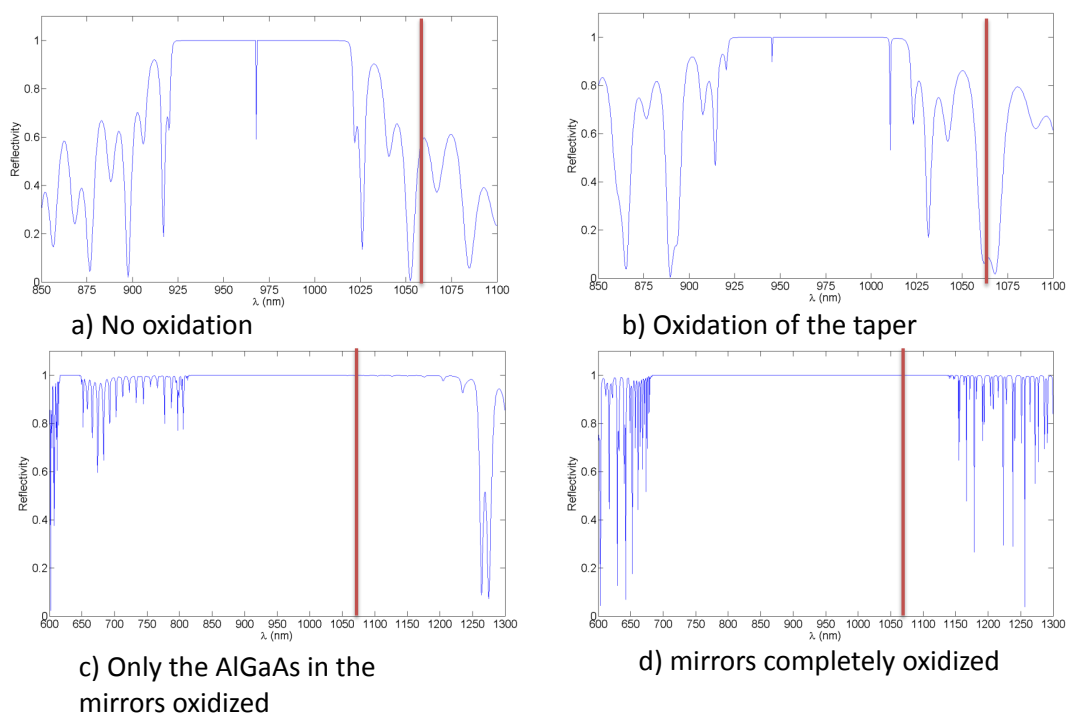 Reflectivity
1
0.8
0.6
0.4
0.2
0
850 875 900 925 950 975 1000 1025 1050 1075 1100
λ (nm)
a) No oxidation
Reflectivity
1
0.8
0.6
0.4
0.2
0
850 875 900 925 950 975 1000 1025 1050 1075 1100
λ (nm)
b) Oxidation of the taper
Reflectivity
1
0.8
0.6
0.4
0.2
0
600 650 700 750 800 850 900 950 1000 1050 1100 1150 1200 1250 1300
λ (nm)
c) Only the AlGaAs in the
mirrors oxidized
Reflectivity
1
0.8
0.6
0.4
0.2
0
600 650 700 750 800 850 900 950 1000 1050 1100 1150 1200 1250 1300
λ (nm)
d) mirrors completely oxidized